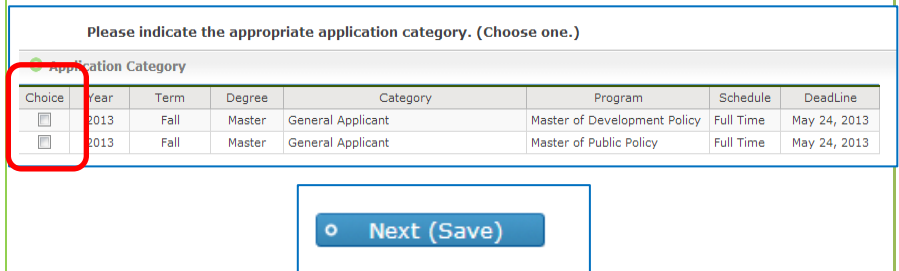 Please indicate the appropriate application category. (Choose one.)
Application Category
Choice Year Term Degree Category Program Schedule DeadLine
2013 Fall Master General Applicant Master of Development Policy Full Time May 24, 2013
2013 Fall Master General Applicant Master of Public Policy Full Time May 24, 2013
Next (Save)